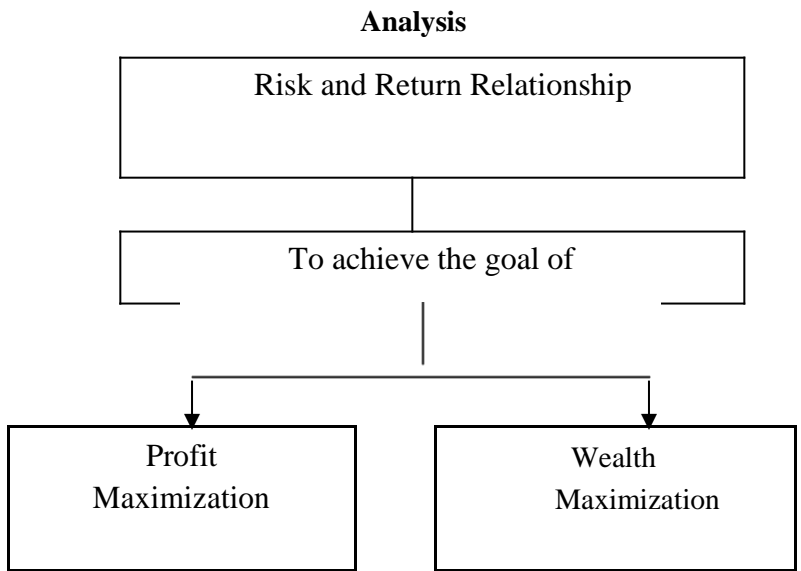 Analysis
Risk and Return Relationship
To achieve the goal of
Profit
Maximization
Wealth
Maximization